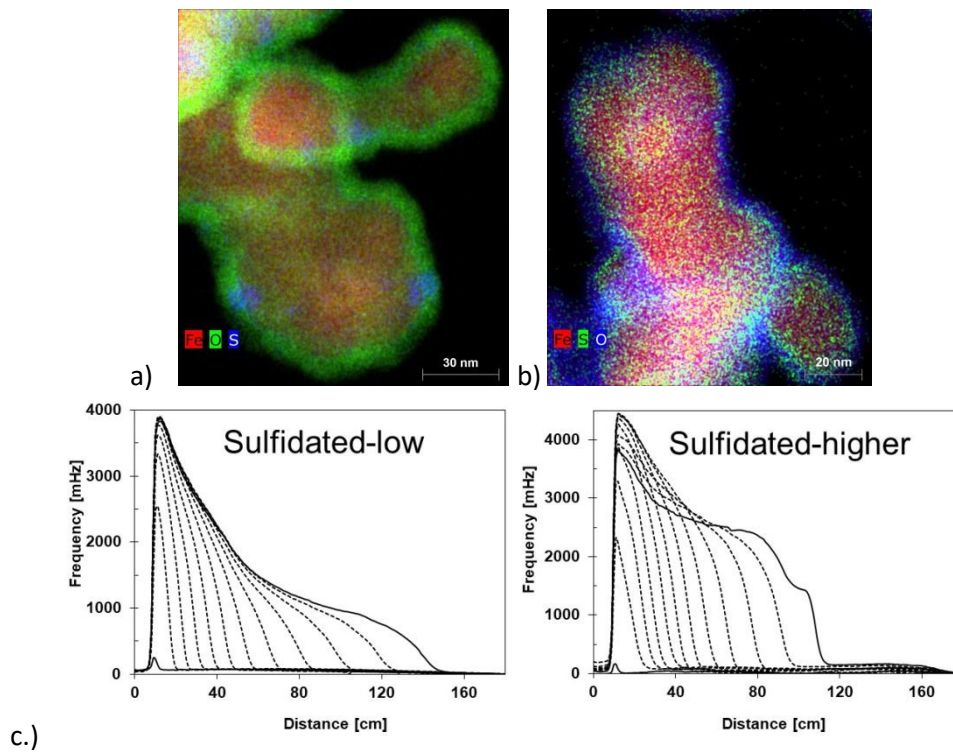 Fe O S
30 nm
a)
Fe S O
20 nm
b)
Sulfidated-low
Frequency [mHz]
4000
3000
2000
1000
0
0 40 80 120 160
Distance [cm]
Sulfidated-higher
Frequency [mHz]
4000
3000
2000
1000
0
0 40 80 120 160
Distance [cm]
c.)